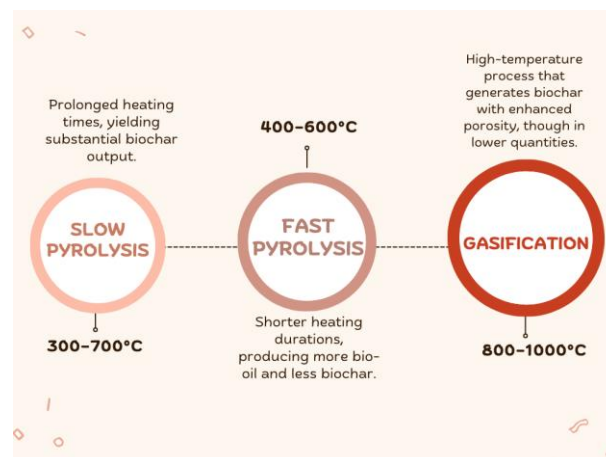 Prolonged heating
times, yielding
substantial biochar
output.
SLOW
PYROLYSIS
300–700°C
400–600°C
FAST
PYROLYSIS
Shorter heating
durations,
producing more bio-
oil and less biochar.
High-temperature
process that
generates biochar
with enhanced
porosity, though in
lower quantities.
GASIFICATION
800–1000°C